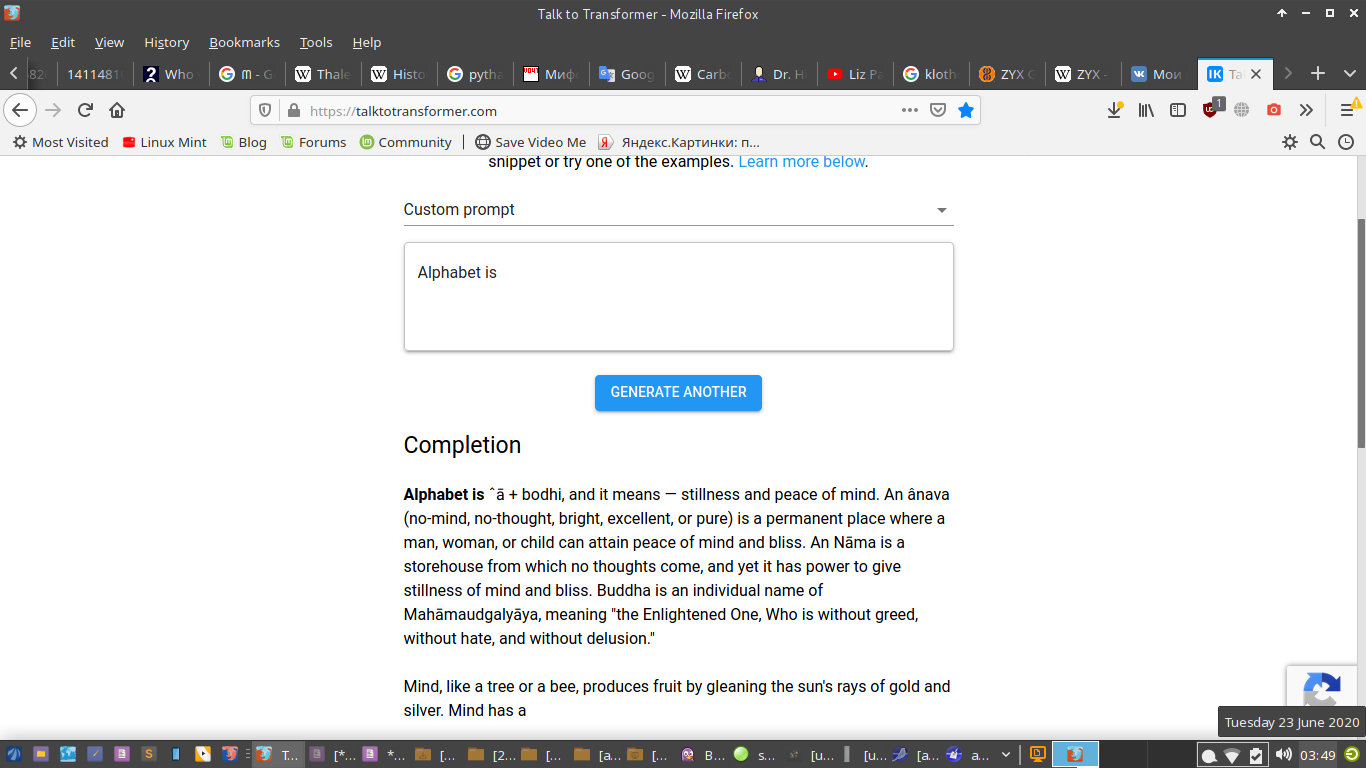 Talk to Transformer - Mozilla Firefox
File Edit View History Bookmarks Tools Help
Who
Carb
Dr. H
Liz Pa
kloth
ZYX
ZYX -
Мои
https://talktotransformer.com
1
Most Visited Linux Mint Blog Forums Community Save Video Me Яндекс.Картинки: п...
snippet or try one of the examples. Learn more below.
Custom prompt
Alphabet is
GENERATE ANOTHER
Completion
Alphabet is ˆā + bodhi, and it means — stillness and peace of mind. An ânava
(no-mind, no-thought, bright, excellent, or pure) is a permanent place where a
man, woman, or child can attain peace of mind and bliss. An Nāma is a
storehouse from which no thoughts come, and yet it has power to give
stillness of mind and bliss. Buddha is an individual name of
Mahāmaudgalyāya, meaning "the Enlightened One, Who is without greed,
without hate, and without delusion."
Mind, like a tree or a bee, produces fruit by gleaning the sun's rays of gold and
silver. Mind has a
Tuesday 23 June 2020
T... [*... *... [... [2... [... [a... [... B... s... [u... [u... [a... a... 03:49